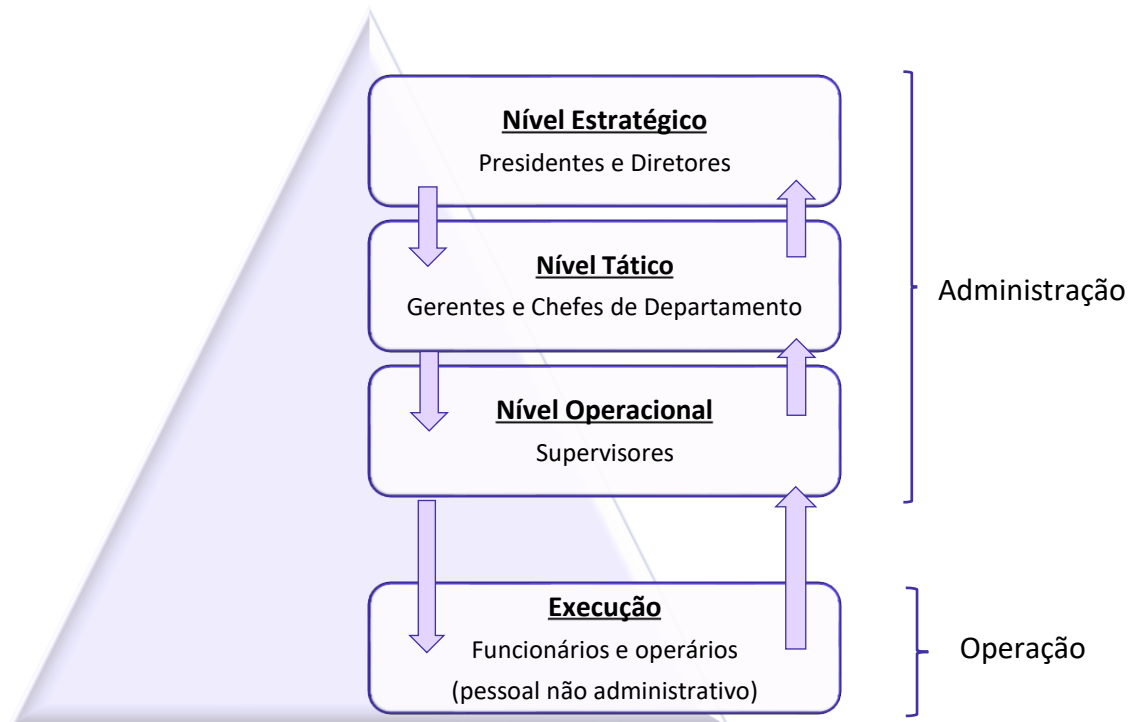 Nível Estratégico
Presidentes e Diretores
Nível Tático
Gerentes e Chefes de Departamento
Administração
Nível Operacional
Supervisores
Execução
Funcionários e operários
(pessoal não administrativo)
Operação